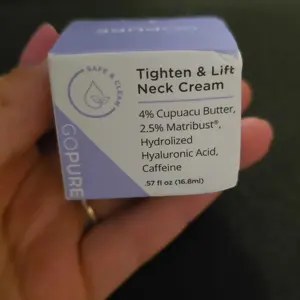 GOPURE
SAFE & CLEAN
GOPURE
Tighten & Lift
Neck Cream
4% Cupuacu Butter,
2.5% Matribust®,
Hydrolized
Hyaluronic Acid,
Caffeine
.57 fl oz (16.8ml)